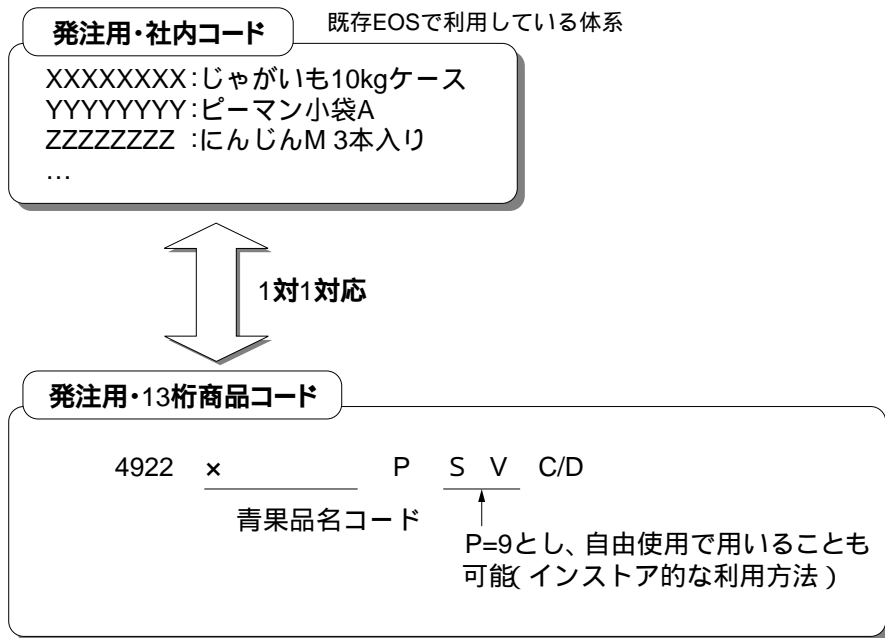 発注用・社内コード
既存EOSで利用している体系
XXXXXXXX:じゃがいも10kgケース
YYYYYYYY:ピーマン小袋A
ZZZZZZZZ :にんじんM 3本入り
…
1対1対応
発注用・13桁商品コード
4922 × P S V C/D
青果品名コード
P=9とし、自由使用で用いることも
可能(インストア的な利用方法)